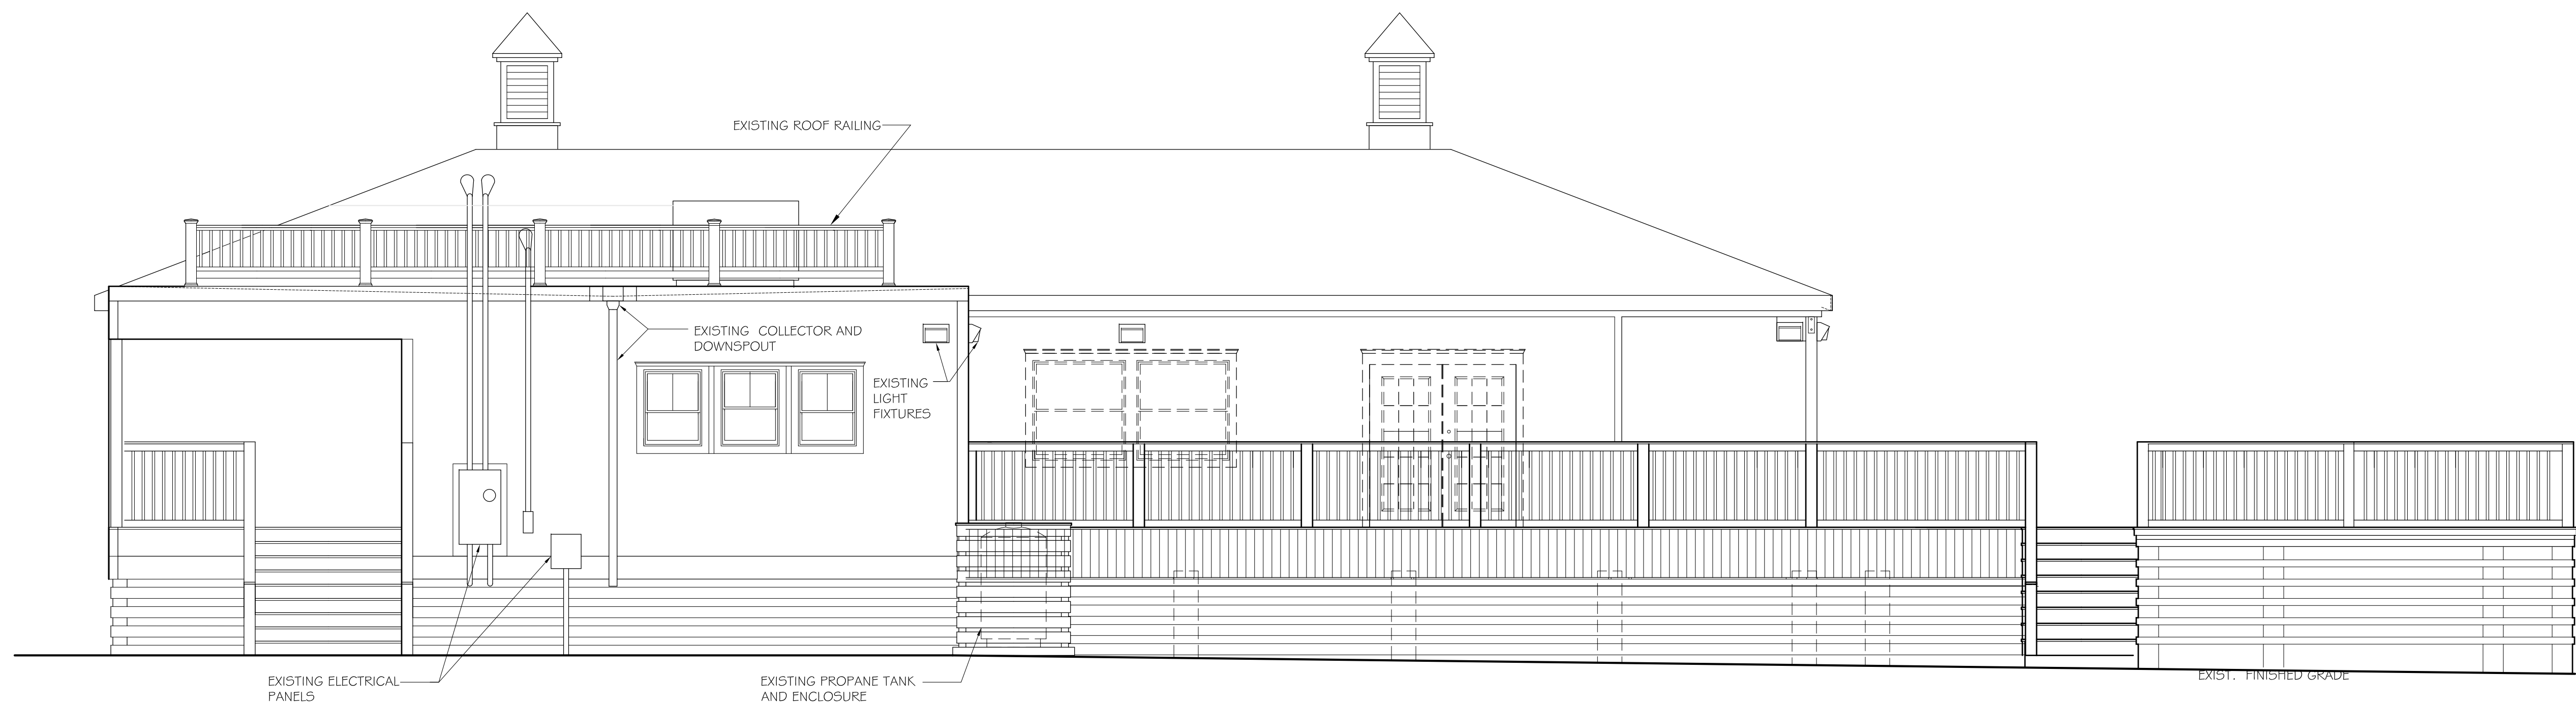 EXISTING ROOF RAILING
EXISTING COLLECTOR AND
DOWNSPOUT
EXISTING
LIGHT
FIXTURES
EXISTING ELECTRICAL
PANELS
EXISTING PROPANE TANK
AND ENCLOSURE
EXIST. FINISHED GRADE